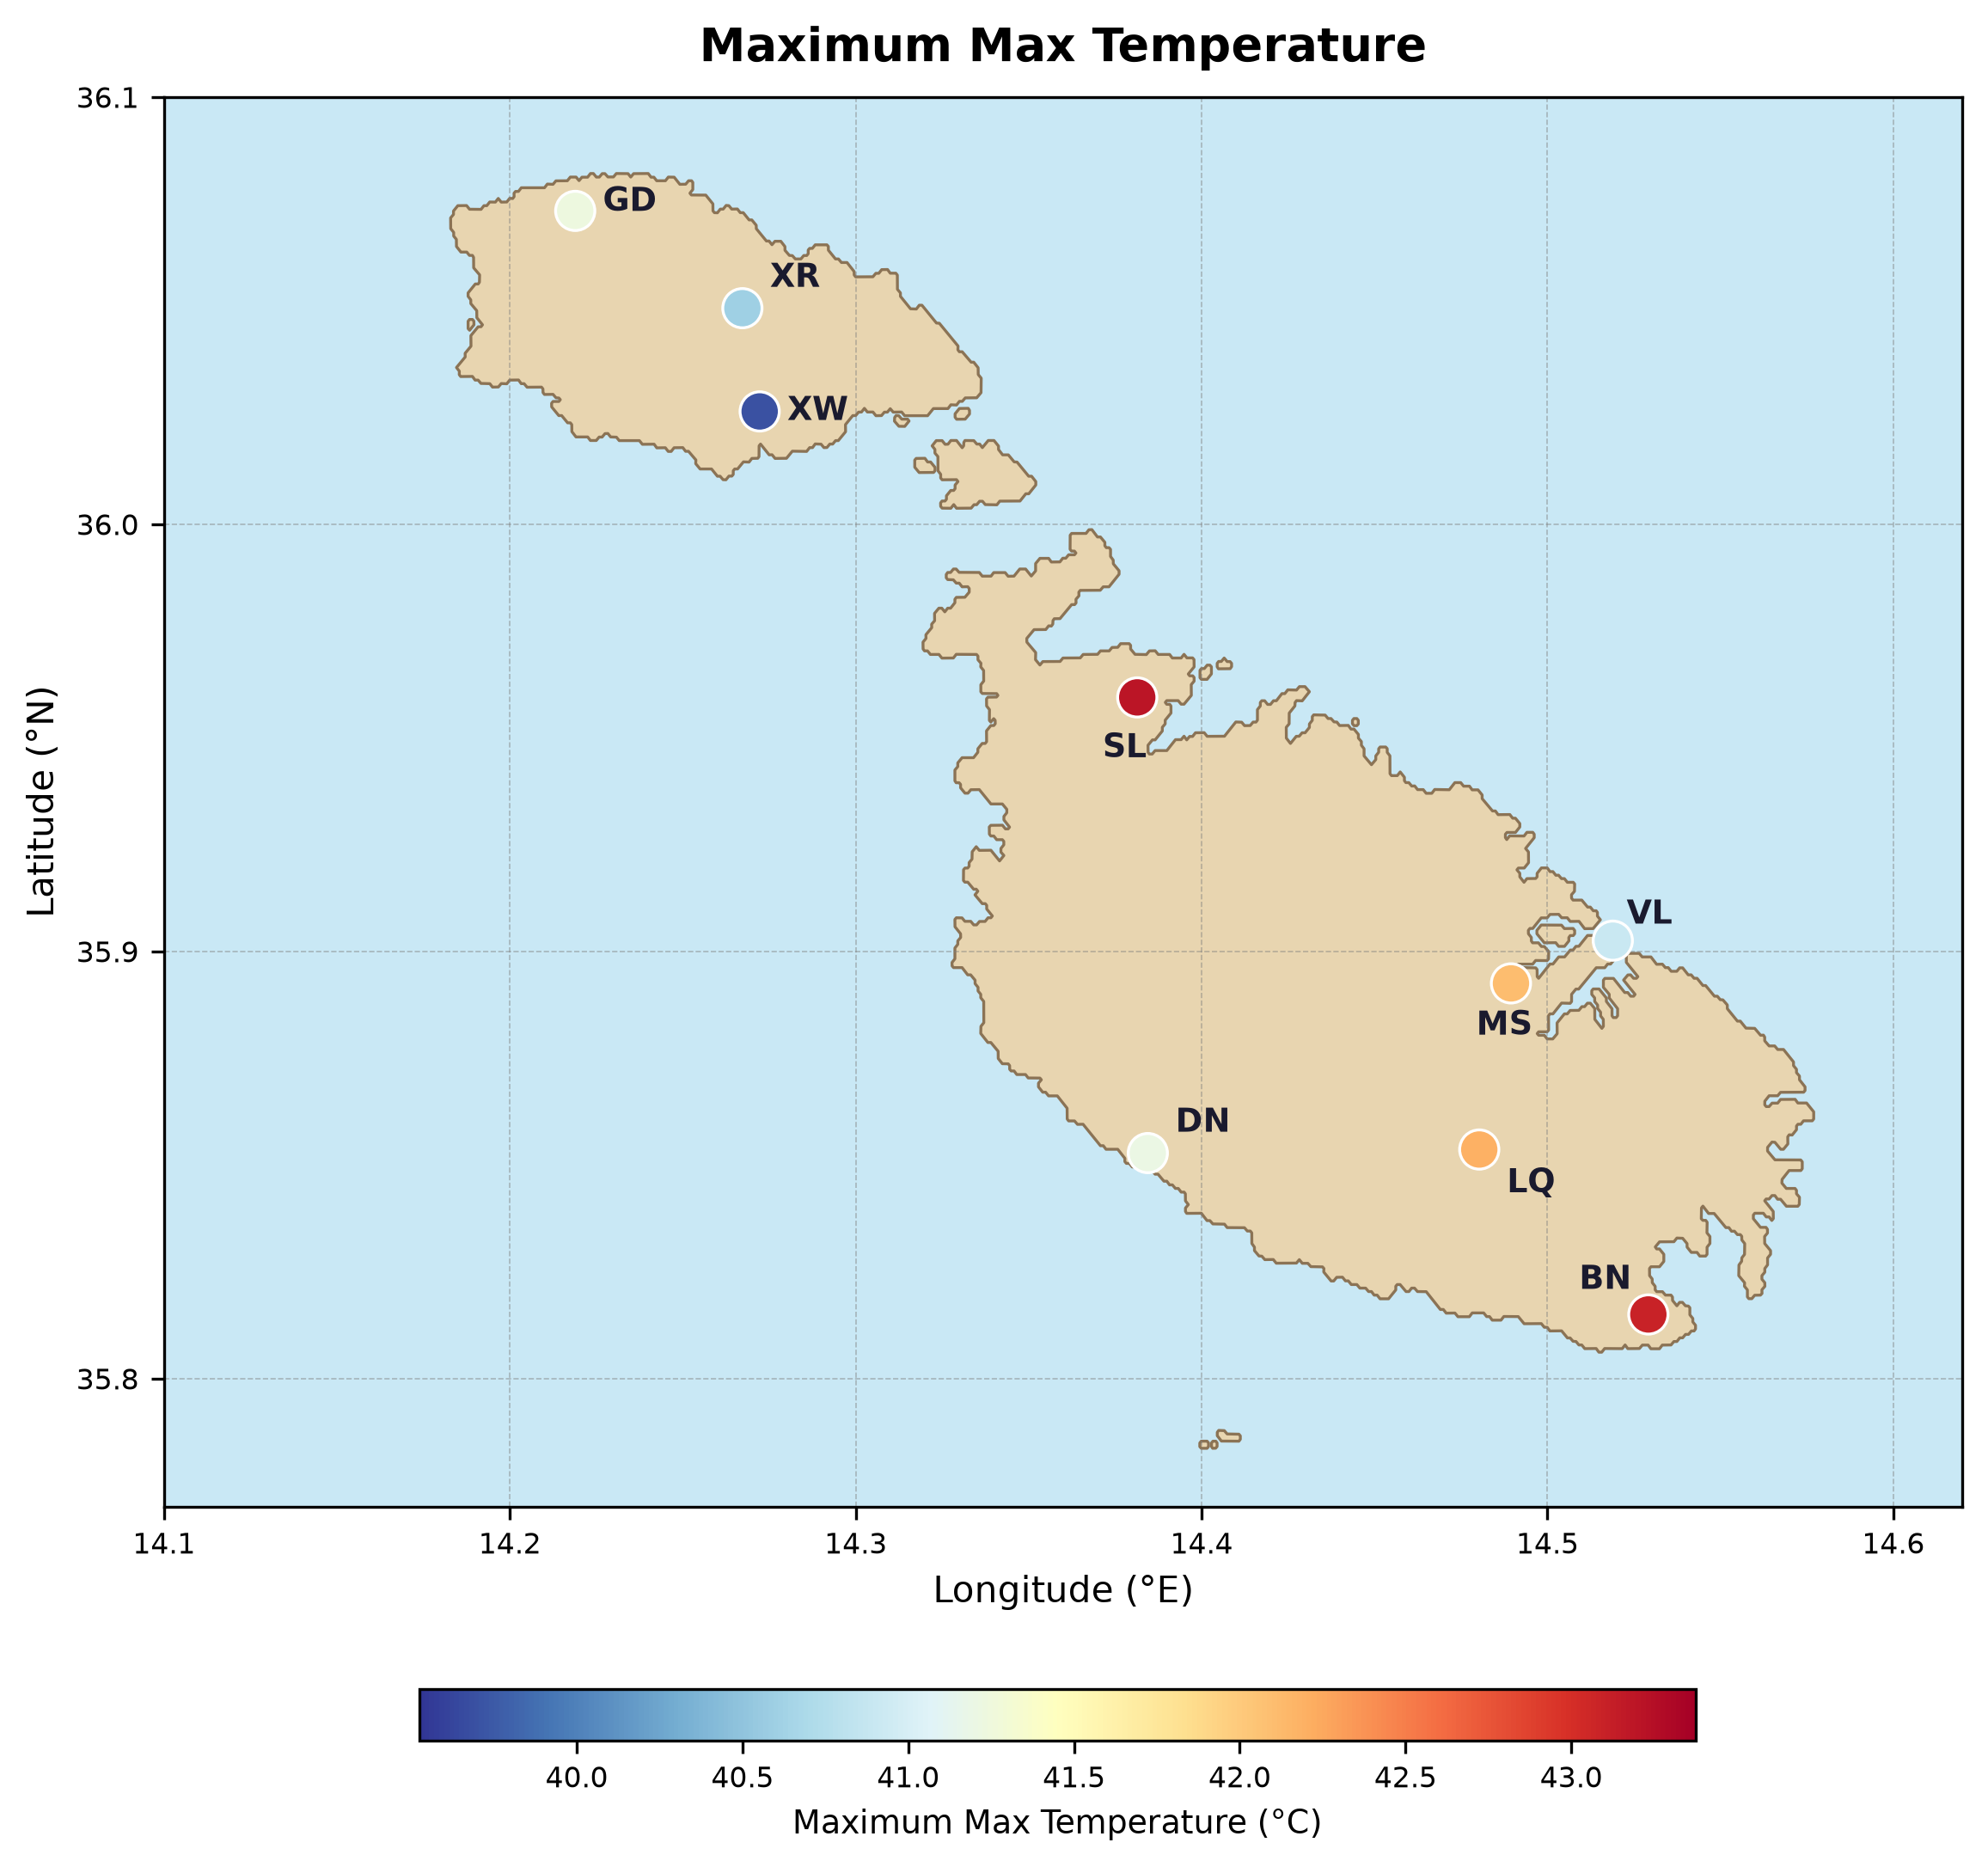 Maximum Max Temperature
36.1
36.0
35.9
35.8
Latitude (°N)
GD
XR
XW
SL
VL
MS
DN
LQ
BN
14.1 14.2 14.3 14.4 14.5 14.6
Longitude (°E)
40.0 40.5 41.0 41.5 42.0 42.5 43.0
Maximum Max Temperature (°C)